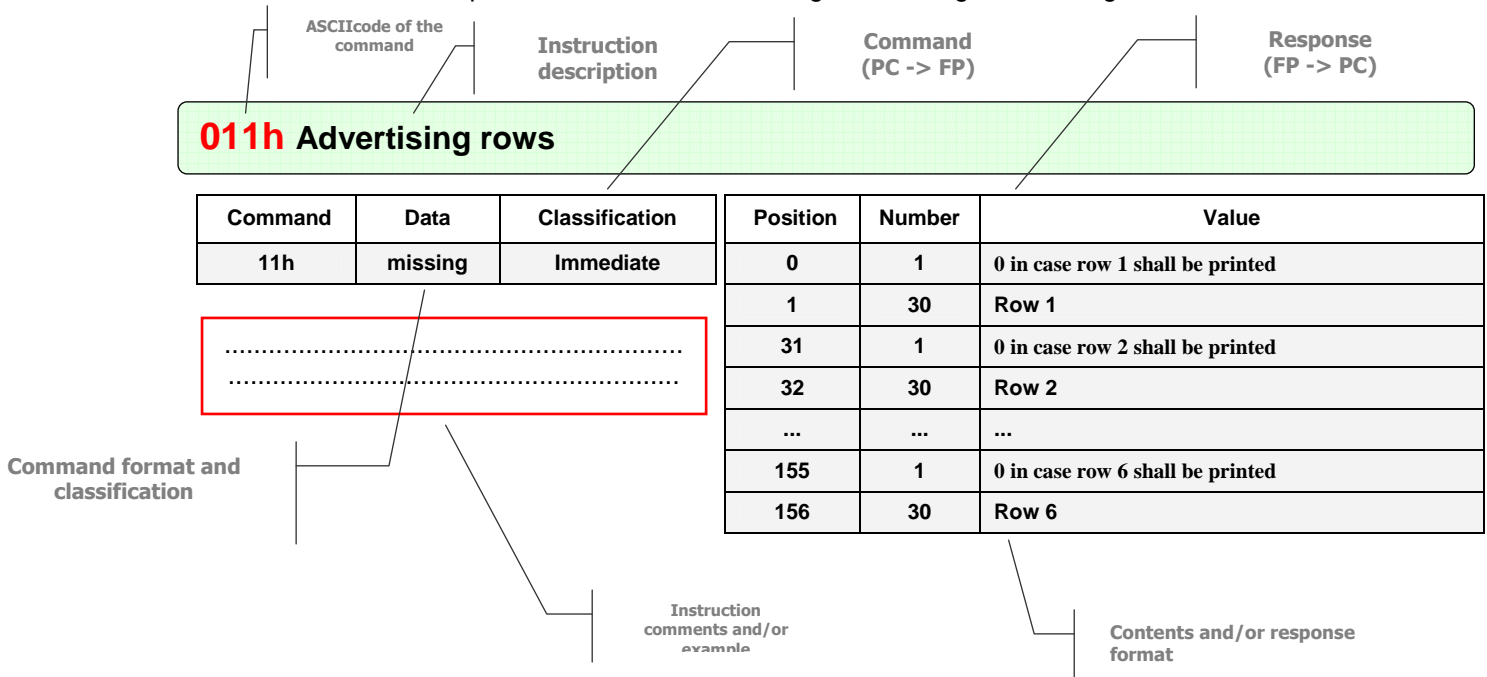 ASCIIcode of the
command
Instruction
description
Command
(PC -> FP)
Response
(FP -> PC)
011h Advertising rows
Command Data Classification
11h missing Immediate
Position Number Value
0 1 0 in case row 1 shall be printed
1 30 Row 1
31 1 0 in case row 2 shall be printed
32 30 Row 2
... ... ...
155 1 0 in case row 6 shall be printed
156 30 Row 6
..............................................................
.............................................................
Command format and
classification
Instruction
comments and/or
example
Contents and/or response
format